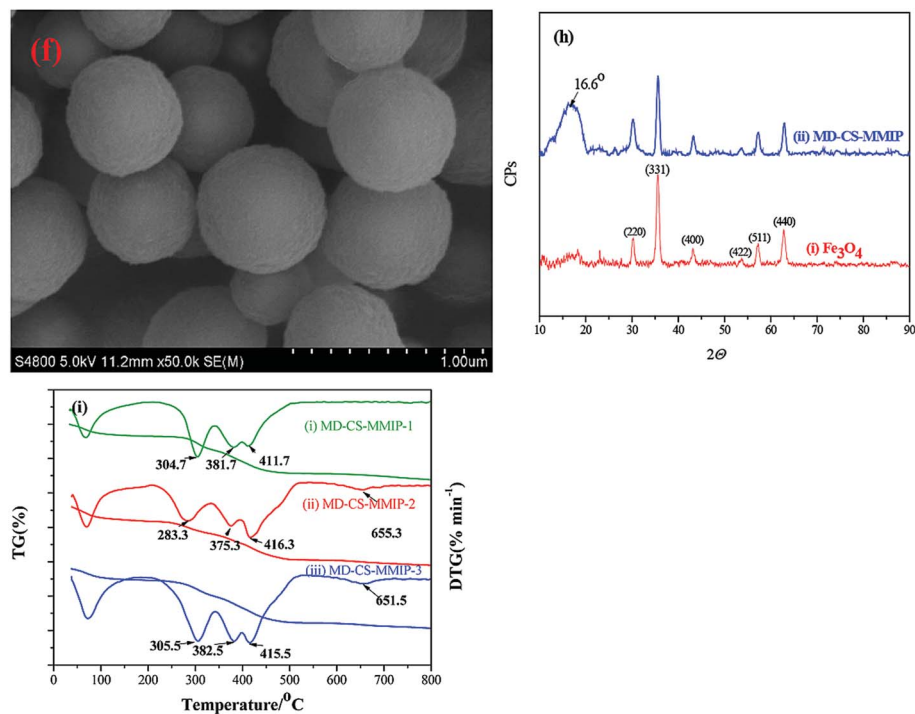 (f)
S4800 5.0kV 11.2mm x50.0k SE(M)
1.00um
(h)
16.6°
(ii) MD-CS-MMIP
CPs
(331)
(220)
(400)
(422)
(511)
(440)
(i) Fe3O4
10 20 30 40 50 60 70 80 90
2Θ
(i)
(i) MD-CS-MMIP-1
304.7
381.7
411.7
(ii) MD-CS-MMIP-2
283.3
375.3
416.3
655.3
(iii) MD-CS-MMIP-3
651.5
305.5
382.5
415.5
TG(%)
DTG(% min-1)
0 100 200 300 400 500 600 700 800
Temperature/°C